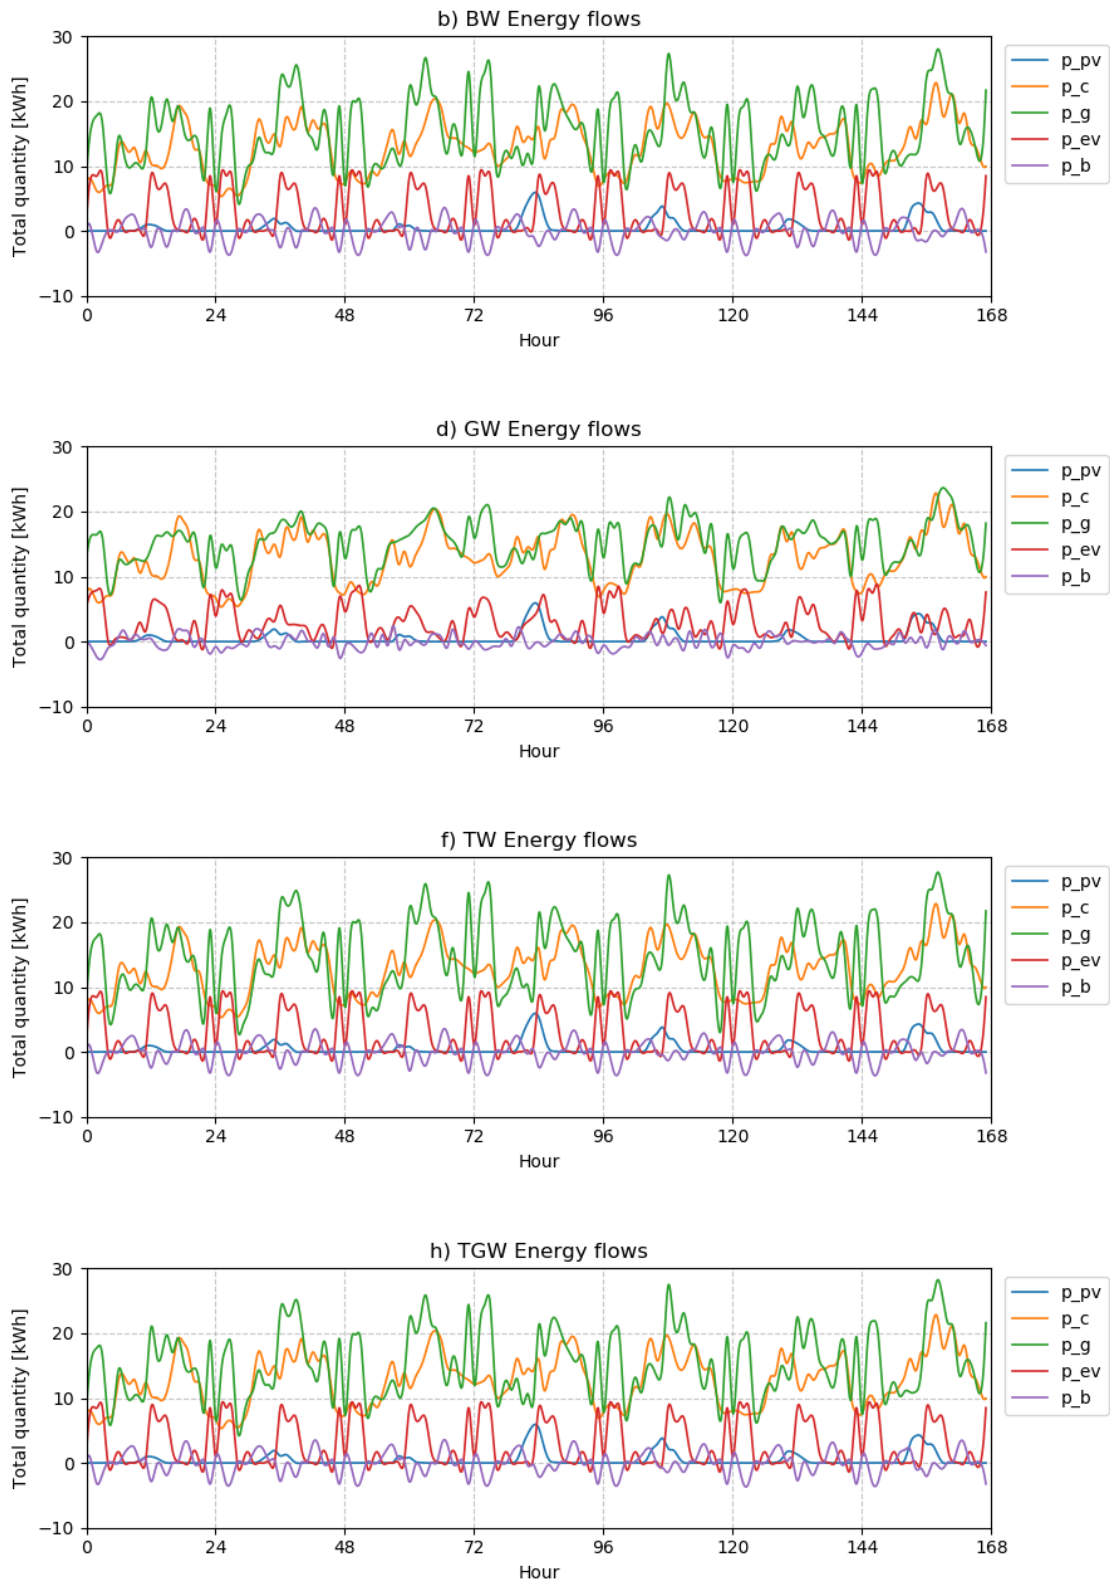 b) BW Energy flows
Total quantity [kWh]
30
20
10
0
−10
0 24 48 72 96 120 144 168
Hour
p_pv
p_c
p_g
p_ev
p_b
d) GW Energy flows
Total quantity [kWh]
30
20
10
0
−10
0 24 48 72 96 120 144 168
Hour
p_pv
p_c
p_g
p_ev
p_b
f) TW Energy flows
Total quantity [kWh]
30
20
10
0
−10
0 24 48 72 96 120 144 168
Hour
p_pv
p_c
p_g
p_ev
p_b
h) TGW Energy flows
Total quantity [kWh]
30
20
10
0
−10
0 24 48 72 96 120 144 168
Hour
p_pv
p_c
p_g
p_ev
p_b